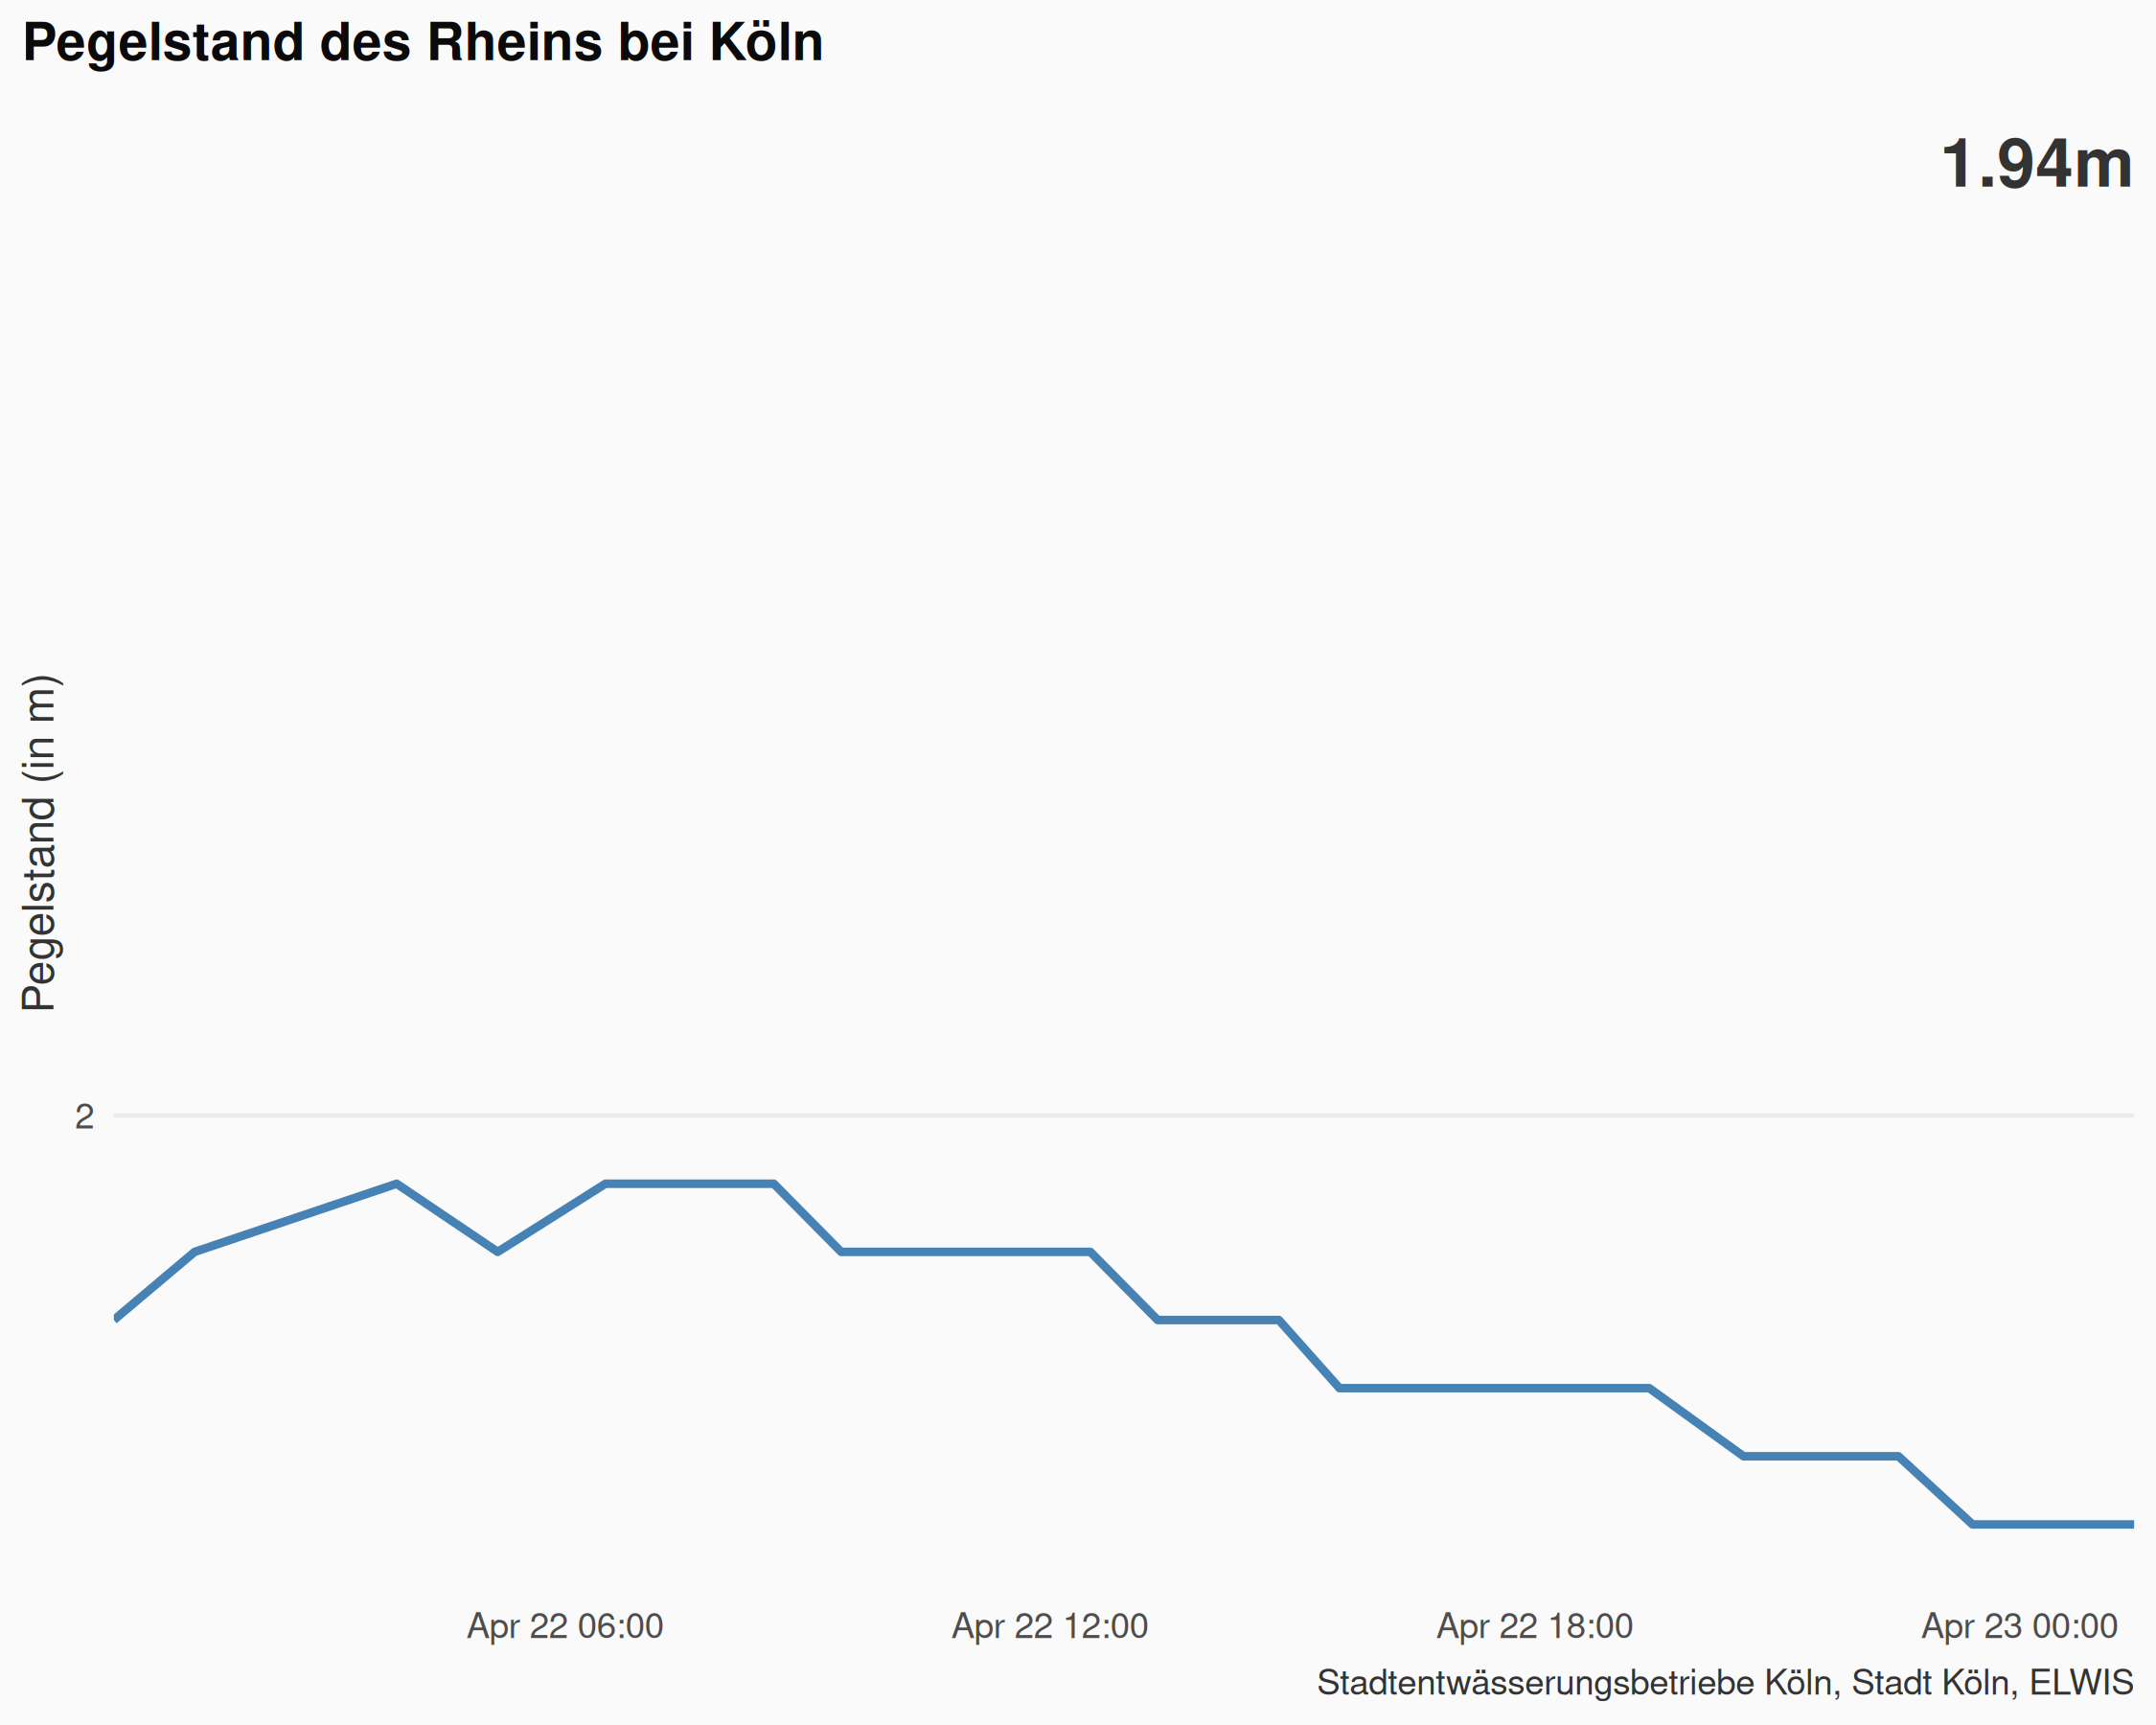 Pegelstand des Rheins bei Köln
1.94m
Pegelstand (in m)
2
Apr 22 06:00
Apr 22 12:00
Apr 22 18:00
Apr 23 00:00
Stadtentwässerungsbetriebe Köln, Stadt Köln, ELWIS